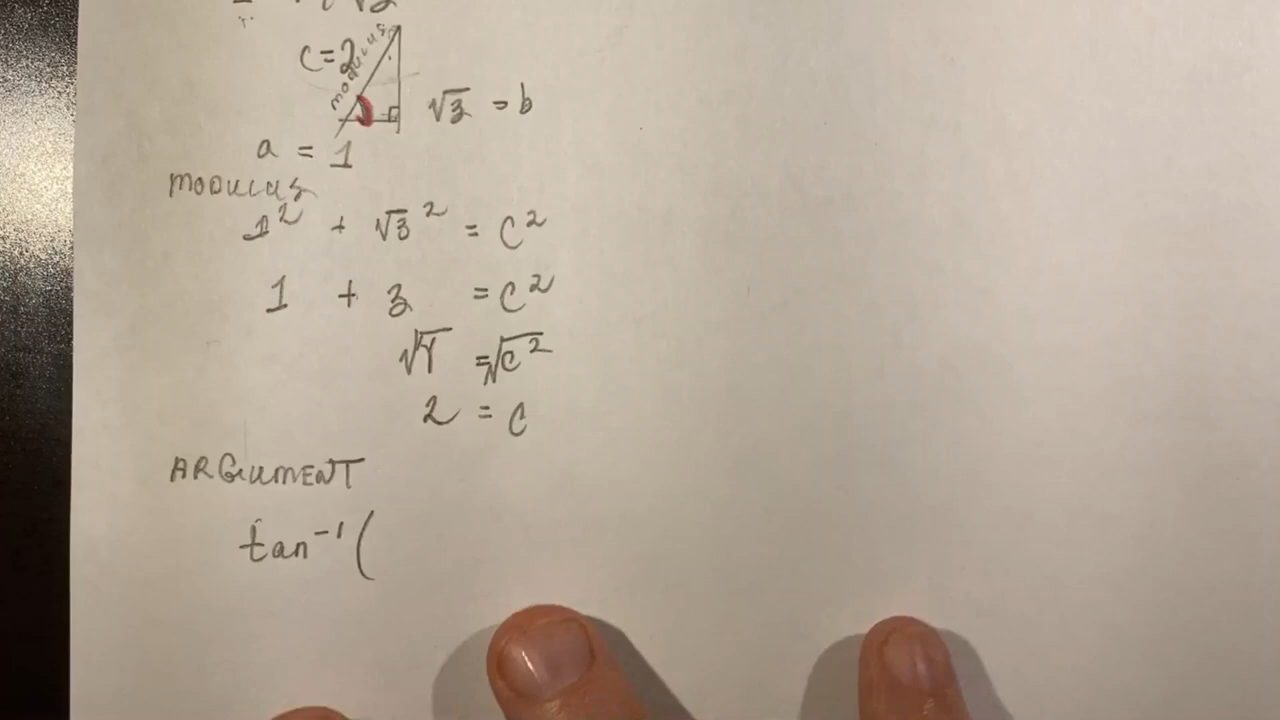 c=2
modulus
√3 = b
a = 1
MODULUS
1² + √3² = c²
1 + 3 = c²
√4 = √c²
2 = c
ARGUMENT
tan⁻¹(